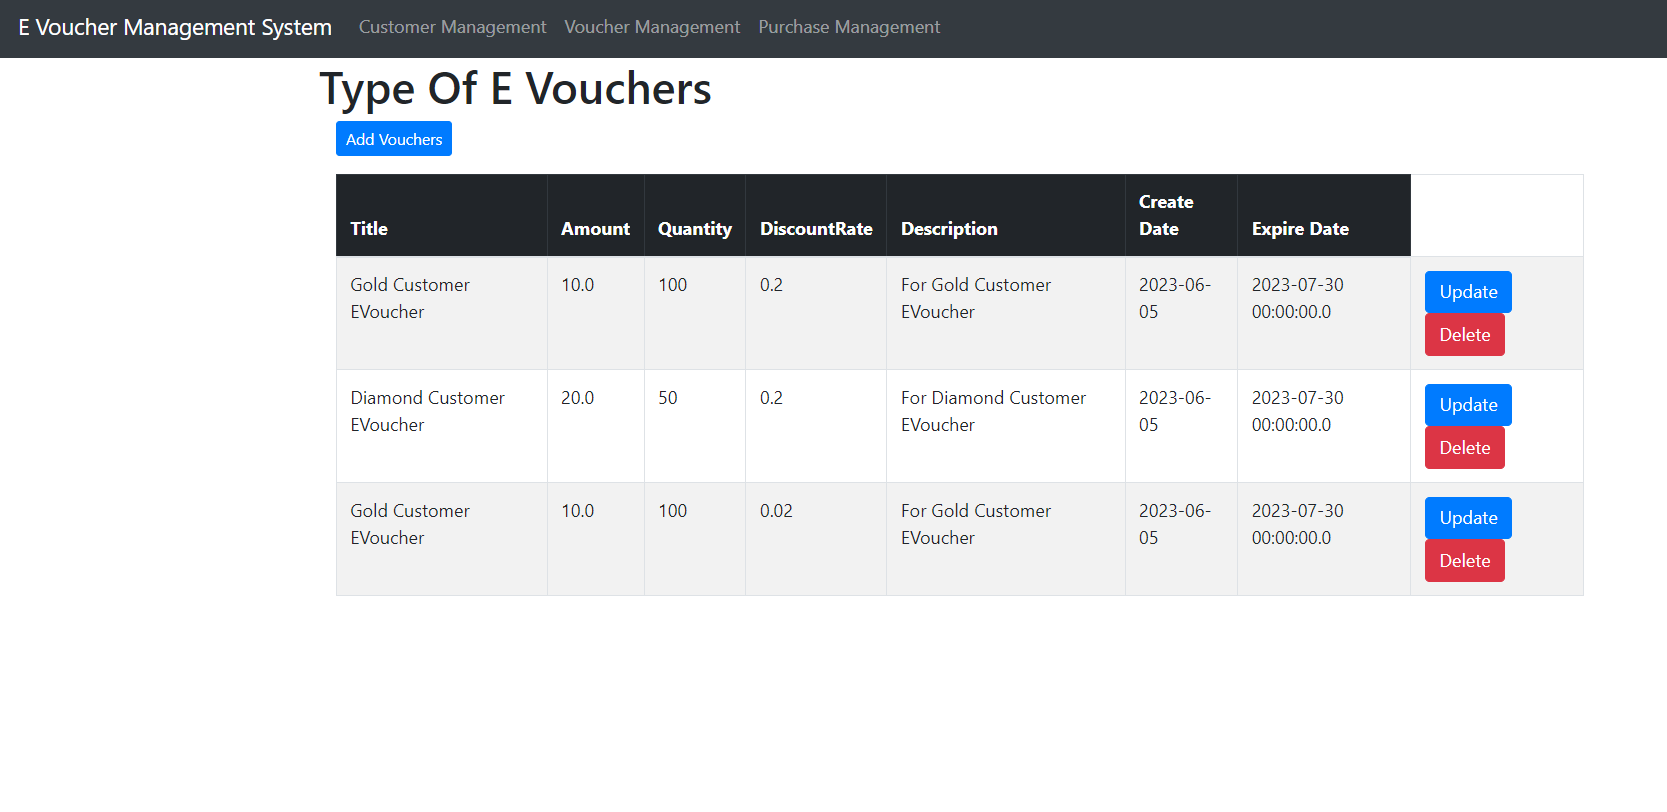 E Voucher Management System Customer Management Voucher Management Purchase Management
Type Of E Vouchers
Add Vouchers
Title Amount Quantity DiscountRate Description Create Date Expire Date
Gold Customer EVoucher 10.0 100 0.2 For Gold Customer EVoucher 2023-06-05 2023-07-30 00:00:00.0 Update
Delete
Diamond Customer EVoucher 20.0 50 0.2 For Diamond Customer EVoucher 2023-06-05 2023-07-30 00:00:00.0 Update
Delete
Gold Customer EVoucher 10.0 100 0.02 For Gold Customer EVoucher 2023-06-05 2023-07-30 00:00:00.0 Update
Delete